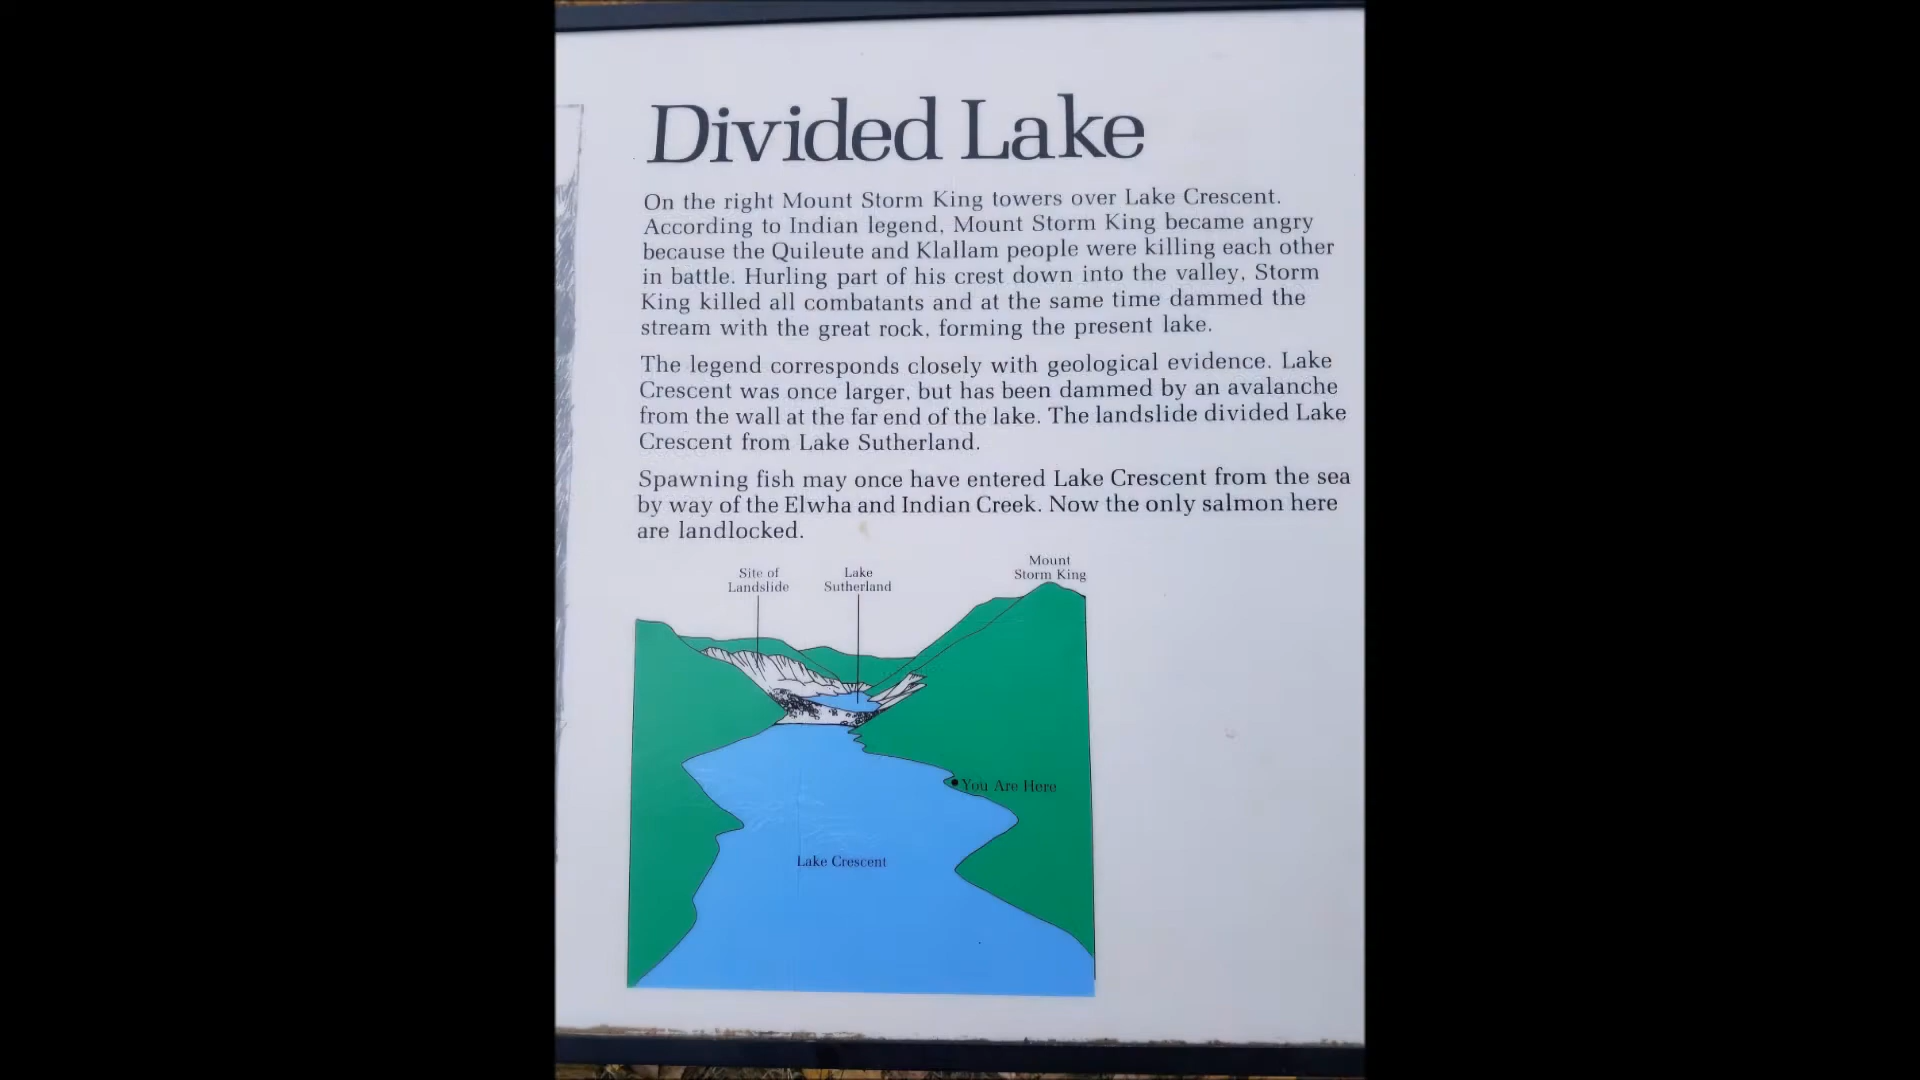 Divided Lake
On the right Mount Storm King towers over Lake Crescent.
According to Indian legend, Mount Storm King became angry
because the Quileute and Klallam people were killing each other
in battle. Hurling part of his crest down into the valley, Storm
King killed all combatants and at the same time dammed the
stream with the great rock, forming the present lake.
The legend corresponds closely with geological evidence. Lake
Crescent was once larger, but has been dammed by an avalanche
from the wall at the far end of the lake. The landslide divided Lake
Crescent from Lake Sutherland.
Spawning fish may once have entered Lake Crescent from the sea
by way of the Elwha and Indian Creek. Now the only salmon here
are landlocked.
Site of
Landslide
Lake
Sutherland
Mount
Storm King
You Are Here
Lake Crescent